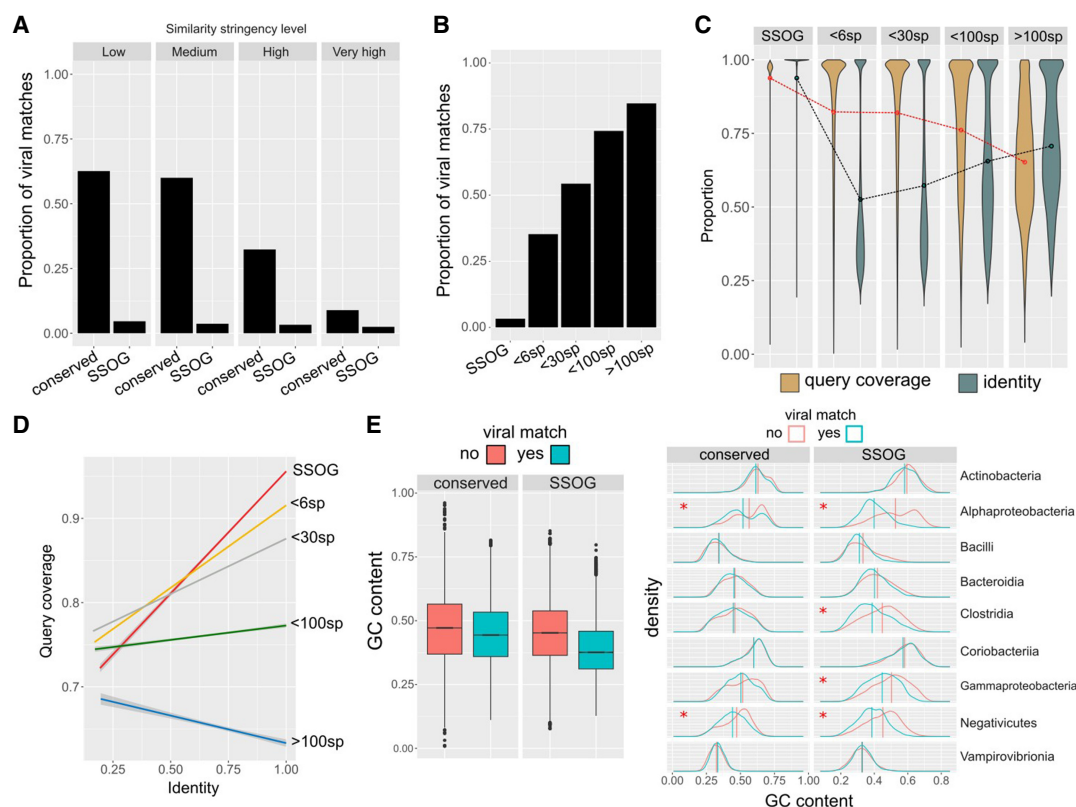 A
Similarity stringency level
Low Medium High Very high
Proportion of viral matches
1.00
0.75
0.50
0.25
0.00
conserved SSOG conserved SSOG conserved SSOG conserved SSOG
B
Proportion of viral matches
1.00
0.75
0.50
0.25
0.00
SSOG <6sp <30sp <100sp >100sp
C
SSOG <6sp <30sp <100sp >100sp
Proportion
1.00
0.75
0.50
0.25
0.00
query coverage identity
D
Query coverage
0.9
0.8
0.7
SSOG
<6sp
<30sp
<100sp
>100sp
0.25 0.50 0.75 1.00
Identity
E
viral match
no yes
conserved SSOG
GC content
1.00
0.75
0.50
0.25
0.00
viral match
no yes
conserved SSOG
density
Actinobacteria
* * Alphaproteobacteria
Bacilli
Bacteroidia
* Clostridia
Coriobacteriia
* Gammaproteobacteria
* * Negativicutes
Vampirovibrionia
0.00 0.25 0.50 0.75 1.00 0.2 0.4 0.6 0.8
GC content